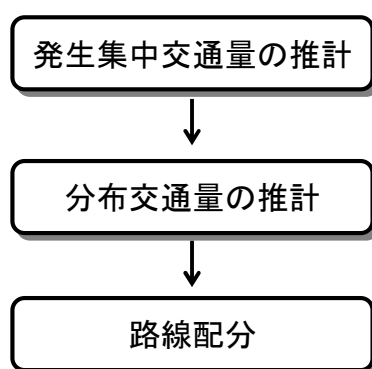 発生集中交通量の推計
分布交通量の推計
路線配分